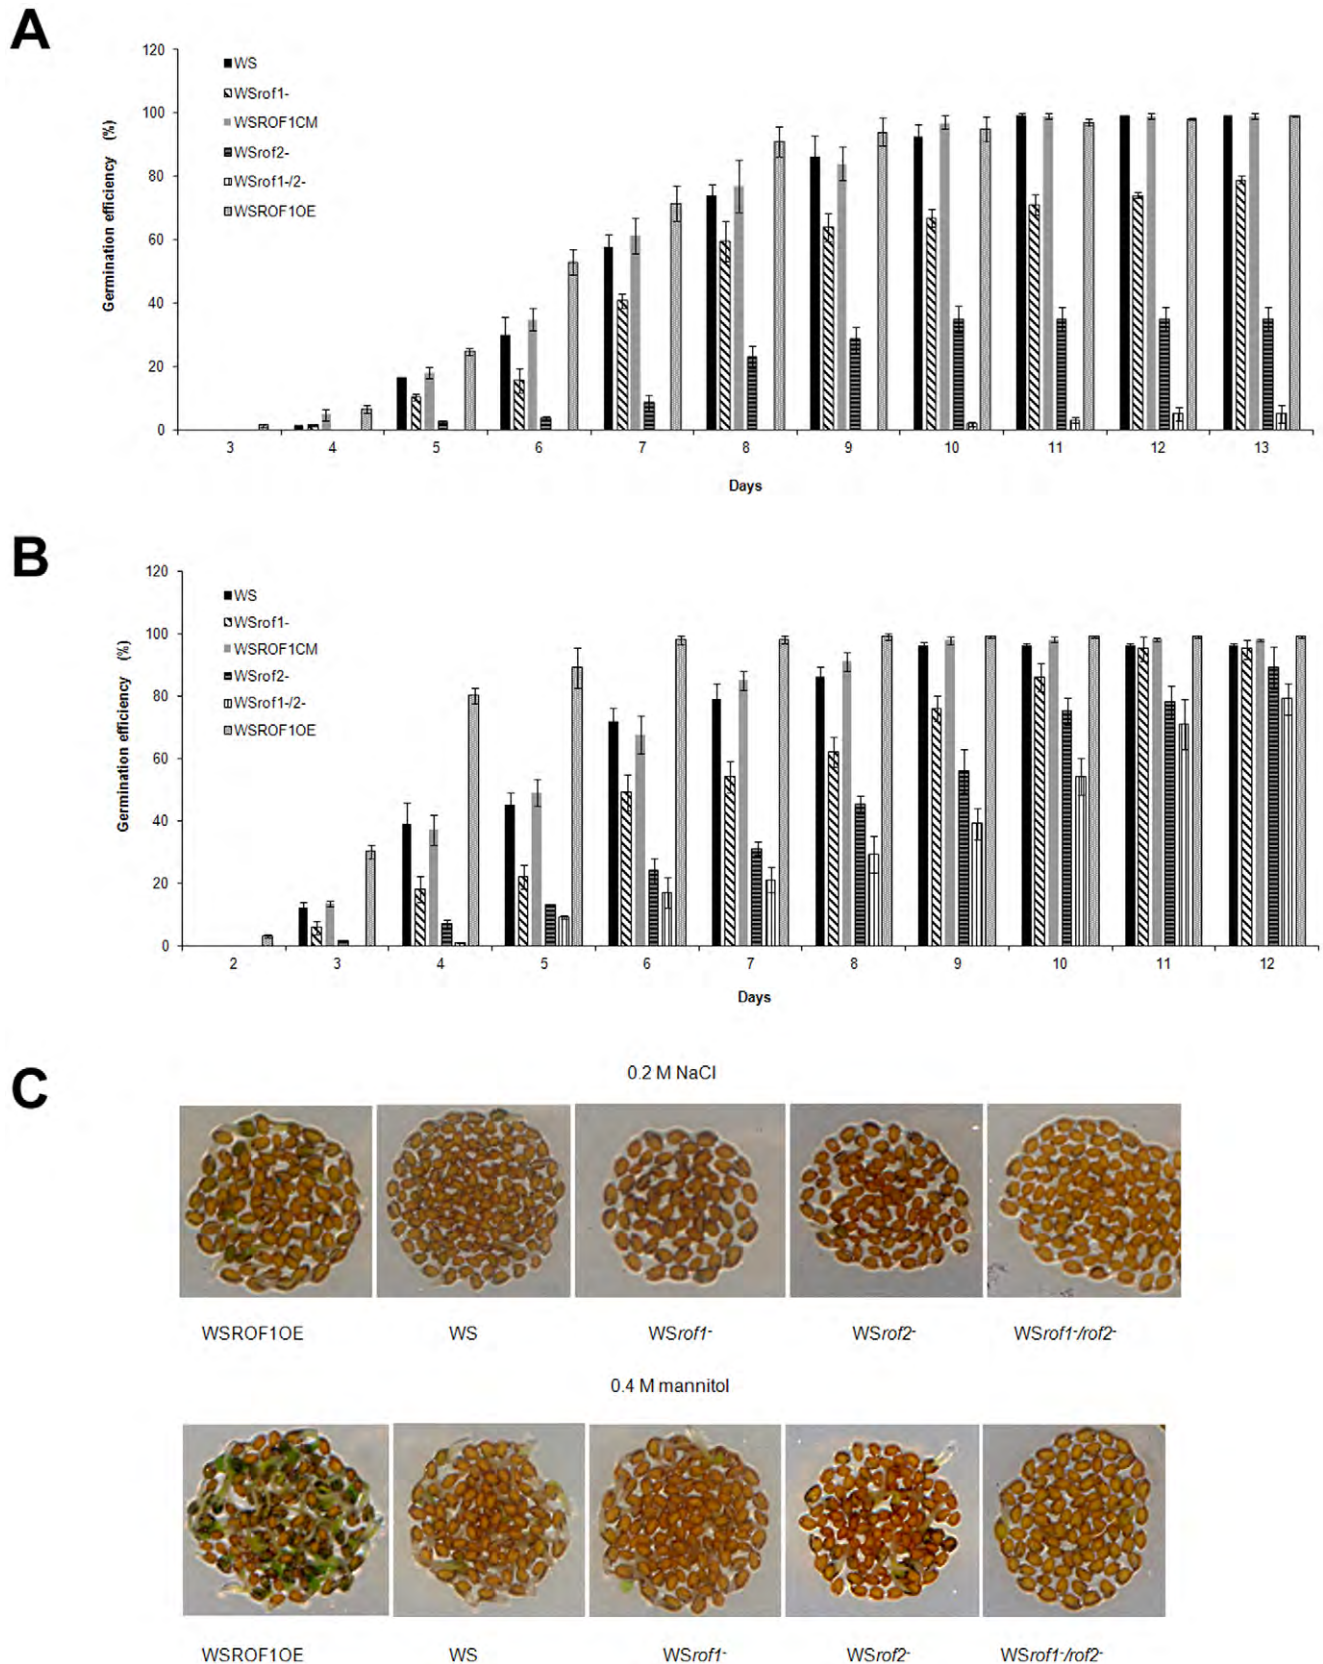 A
120
100
80
60
40
20
0
Germination efficiency (%)
WS
WSrof1-
WSROF1CM
WSrof2-
WSrof1-/2-
WSROF1OE
3 4 5 6 7 8 9 10 11 12 13
Days
B
120
100
80
60
40
20
0
Germination efficiency (%)
WS
WSrof1-
WSROF1CM
WSrof2-
WSrof1-/2-
WSROF1OE
2 3 4 5 6 7 8 9 10 11 12
Days
C
0.2 M NaCl
WSROF1OE WS WSrof1- WSrof2- WSrof1-/rof2-
0.4 M mannitol
WSROF1OE WS WSrof1- WSrof2- WSrof1-/rof2-